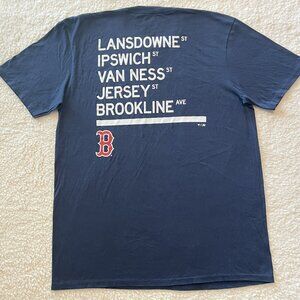 LANSDOWNE ST
IPSWICH ST
VAN NESS ST
JERSEY ST
BROOKLINE AVE
B